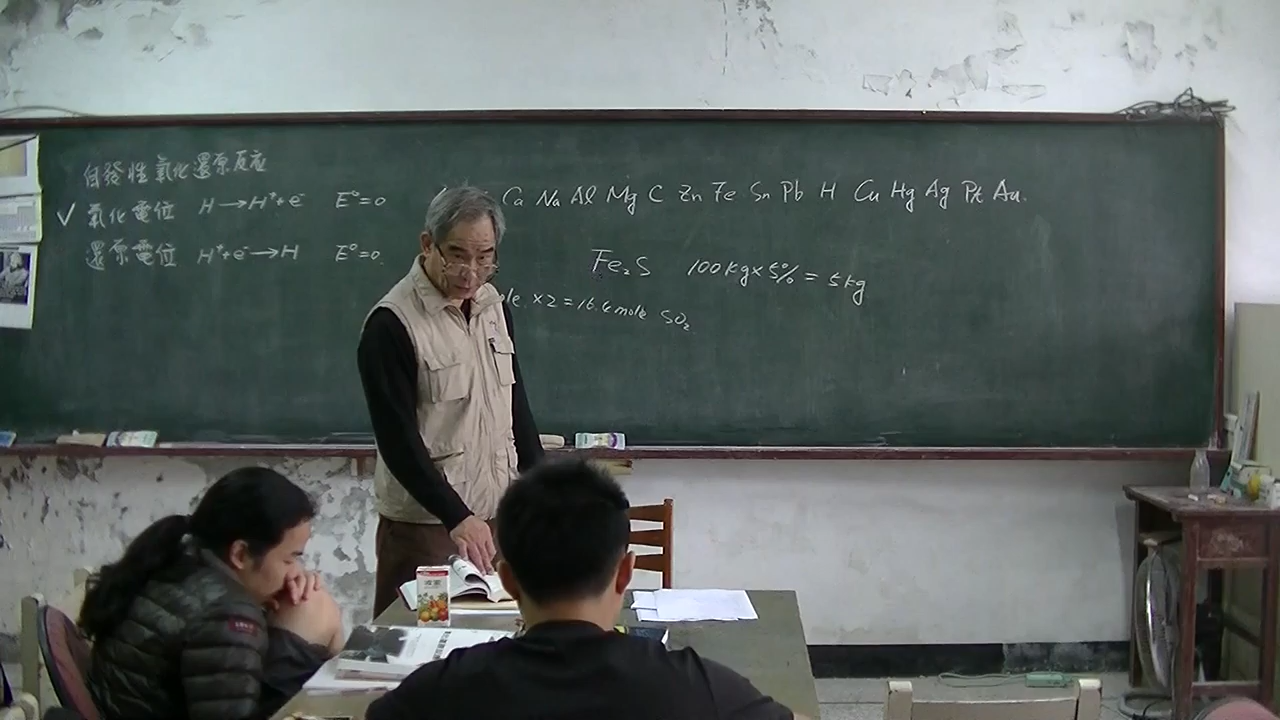 自發性氧化還原反应
✓ 氧化電位 H→H⁺+e⁻ E°=0
還原電位 H⁺+e⁻→H E°=0
Ca Na Al Mg C Zn Fe Sn Pb H Cu Hg Ag Pt Au
Fe₂S 100kg×5%=5kg
ole ×2=16.6mole SO₂